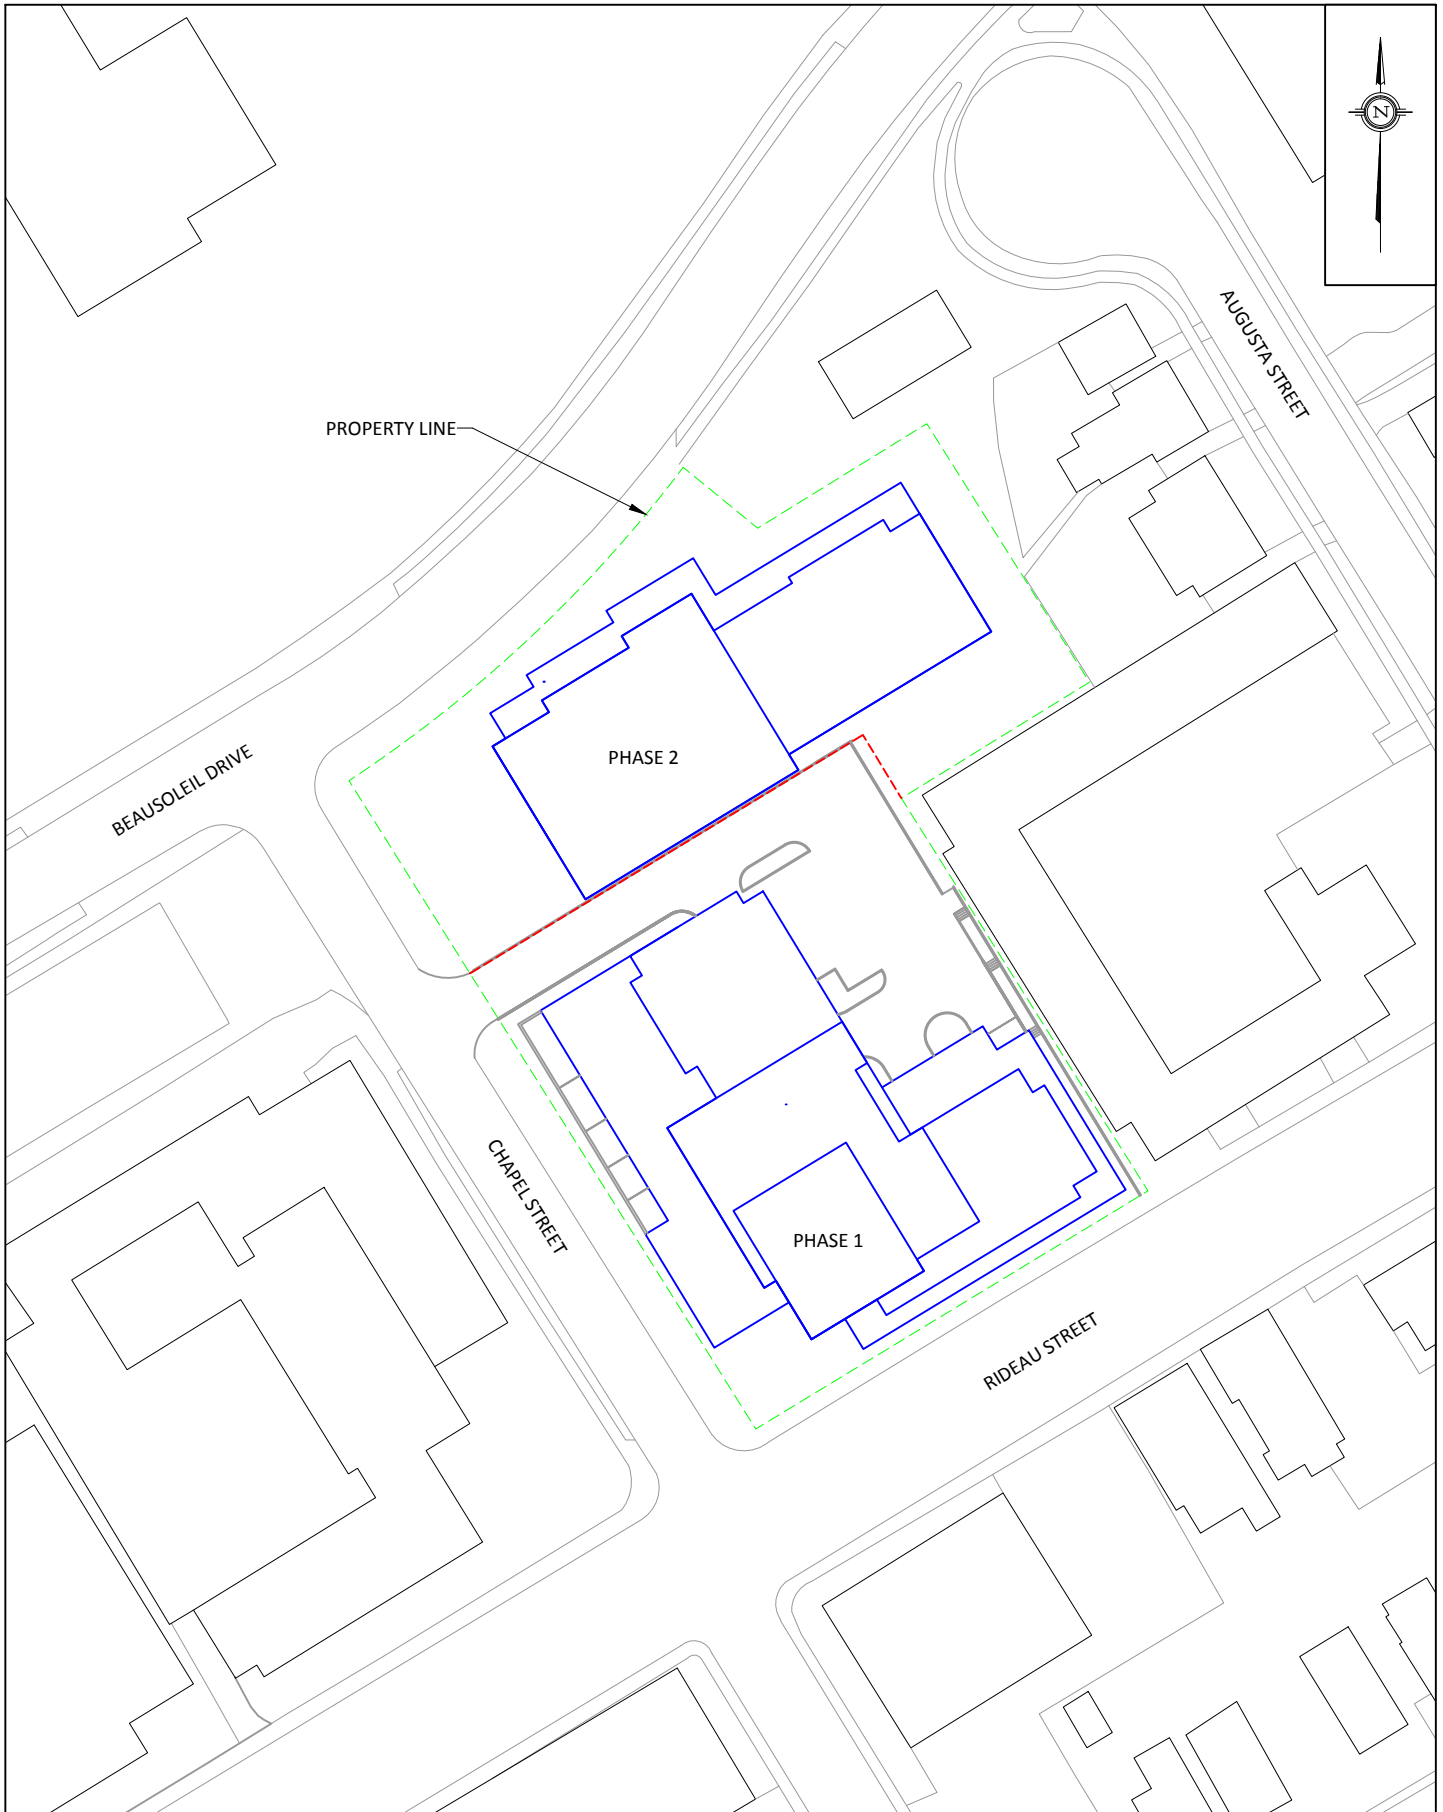 N
AUGUSTA STREET
PROPERTY LINE
PHASE 2
BEAUSOLEIL DRIVE
CHAPEL STREET
PHASE 1
RIDEAU STREET